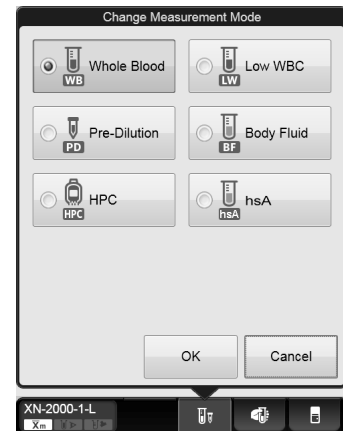 Change Measurement Mode
Whole Blood
WB
Low WBC
LW
Pre-Dilution
PD
Body Fluid
BF
HPC
HPC
hsA
hsA
OK
Cancel
XN-2000-1-L
Xm